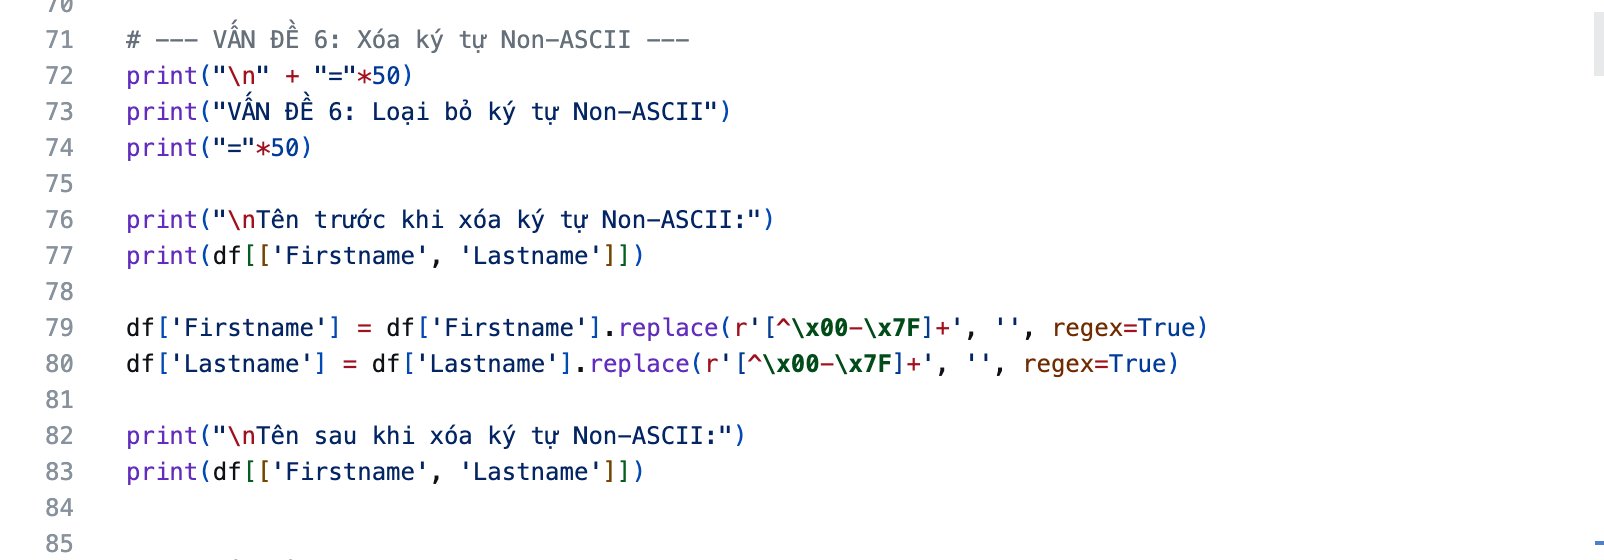 70
71 # --- VẤN ĐỀ 6: Xóa ký tự Non-ASCII ---
72 print("\n" + "="*50)
73 print("VẤN ĐỀ 6: Loại bỏ ký tự Non-ASCII")
74 print("="*50)
75
76 print("\nTên trước khi xóa ký tự Non-ASCII:")
77 print(df[['Firstname', 'Lastname']])
78
79 df['Firstname'] = df['Firstname'].replace(r'[^\x00-\x7F]+', '', regex=True)
80 df['Lastname'] = df['Lastname'].replace(r'[^\x00-\x7F]+', '', regex=True)
81
82 print("\nTên sau khi xóa ký tự Non-ASCII:")
83 print(df[['Firstname', 'Lastname']])
84
85